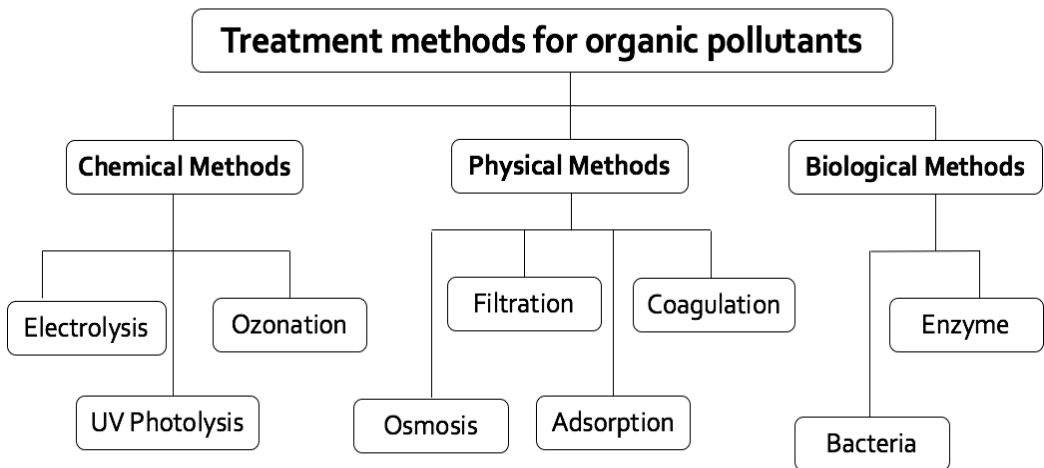 Treatment methods for organic pollutants
Chemical Methods
Physical Methods
Biological Methods
Electrolysis
Ozonation
UV Photolysis
Filtration
Coagulation
Osmosis
Adsorption
Enzyme
Bacteria